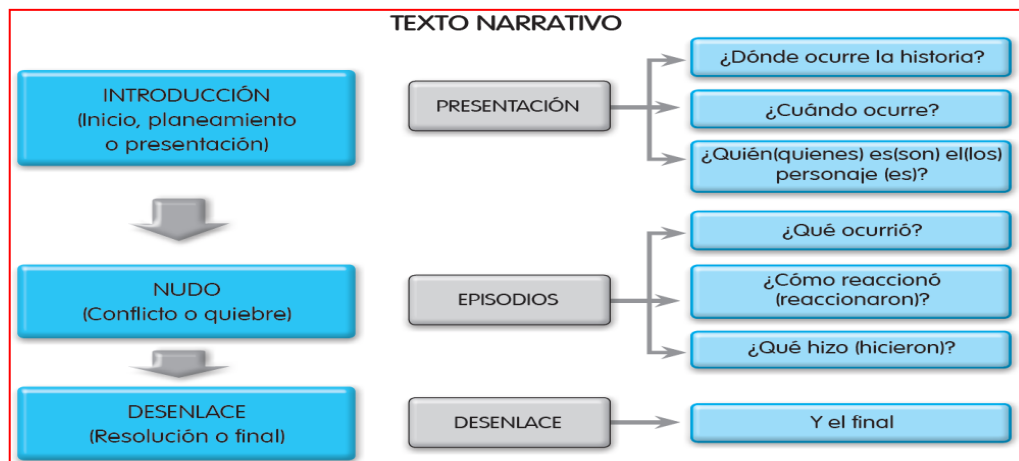 TEXTO NARRATIVO
INTRODUCCIÓN
(Inicio, planeamiento
o presentación)
PRESENTACIÓN
¿Dónde ocurre la historia?
¿Cuándo ocurre?
¿Quién(quienes) es(son) el(los)
personaje (es)?
NUDO
(Conflicto o quiebre)
EPISODIOS
¿Qué ocurrió?
¿Cómo reaccionó
(reaccionaron)?
¿Qué hizo (hicieron)?
DESENLACE
(Resolución o final)
DESENLACE
Y el final